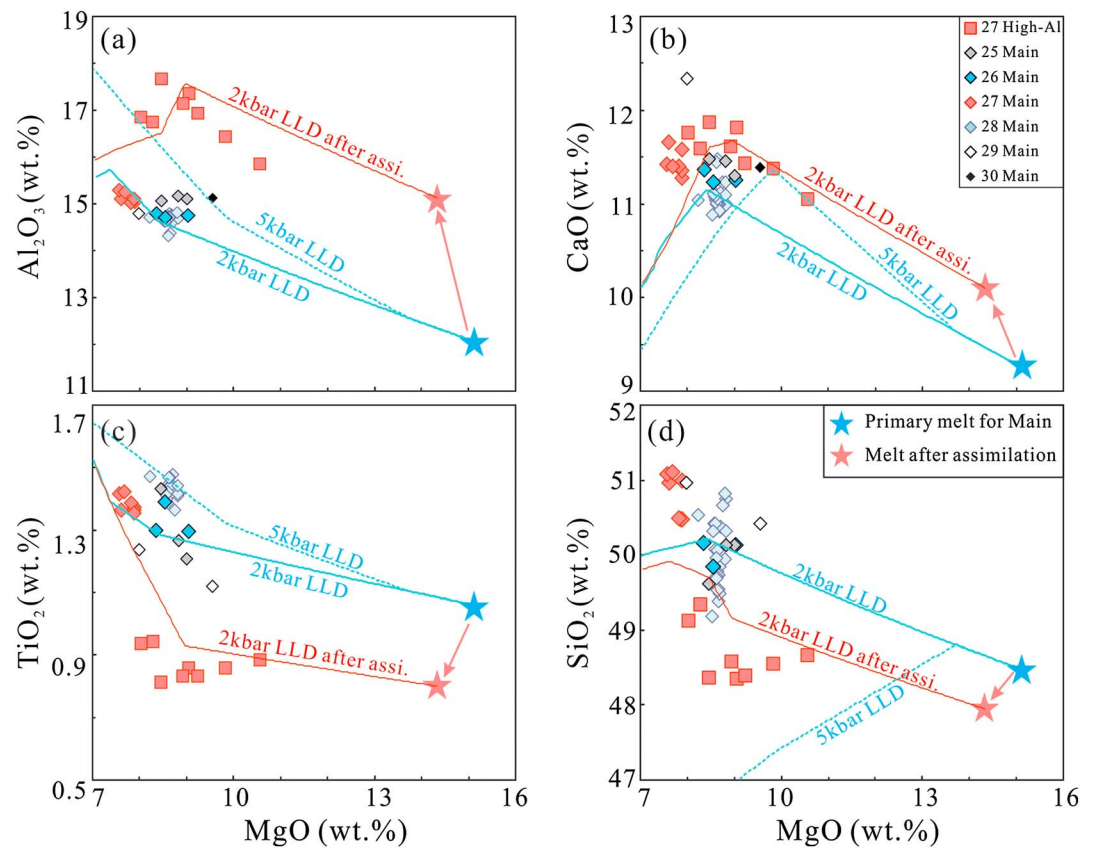 19
(a)
17
15
13
11
Al₂O₃ (wt.%)
2kbar LLD after assi.
5kbar LLD
2kbar LLD
13
(b)
12
11
10
9
CaO (wt.%)
2kbar LLD after assi.
5kbar LLD
2kbar LLD
7
10
13
16
27 High-Al
25 Main
26 Main
27 Main
28 Main
29 Main
30 Main
1.7
(c)
1.3
0.9
0.5
TiO₂ (wt.%)
5kbar LLD
2kbar LLD
2kbar LLD after assi.
7
10
13
16
MgO (wt.%)
52
(d)
51
50
49
48
47
SiO₂ (wt.%)
Primary melt for Main
Melt after assimilation
2kbar LLD
2kbar LLD after assi.
5kbar LLD
7
10
13
16
MgO (wt.%)